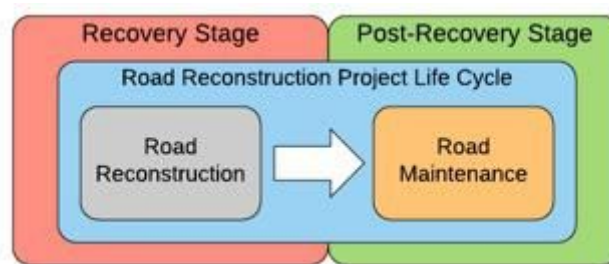 Recovery Stage
Post-Recovery Stage
Road Reconstruction Project Life Cycle
Road
Reconstruction
Road
Maintenance